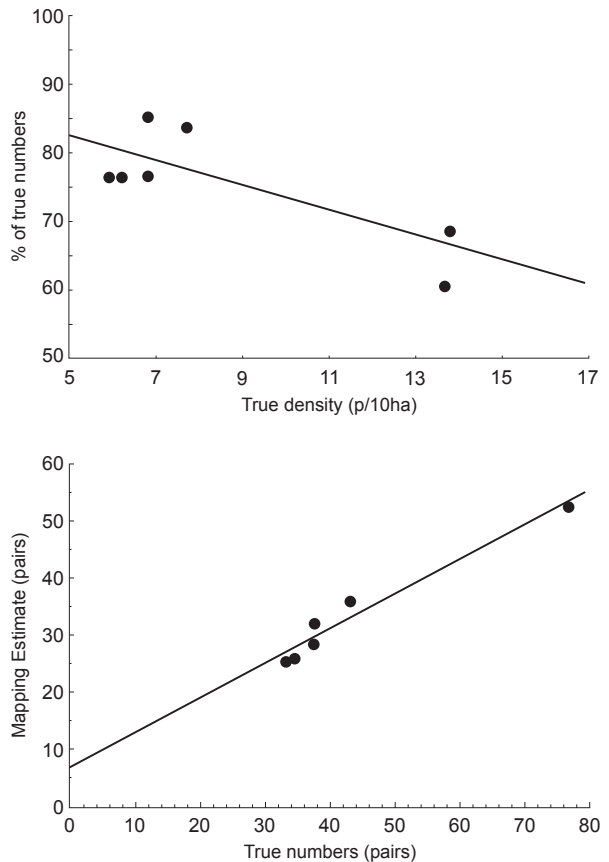 100
90
80
70
60
50
% of true numbers
5 7 9 11 13 15 17
True density (p/10ha)
60
50
40
30
20
10
0
Mapping Estimate (pairs)
0 10 20 30 40 50 60 70 80
True numbers (pairs)